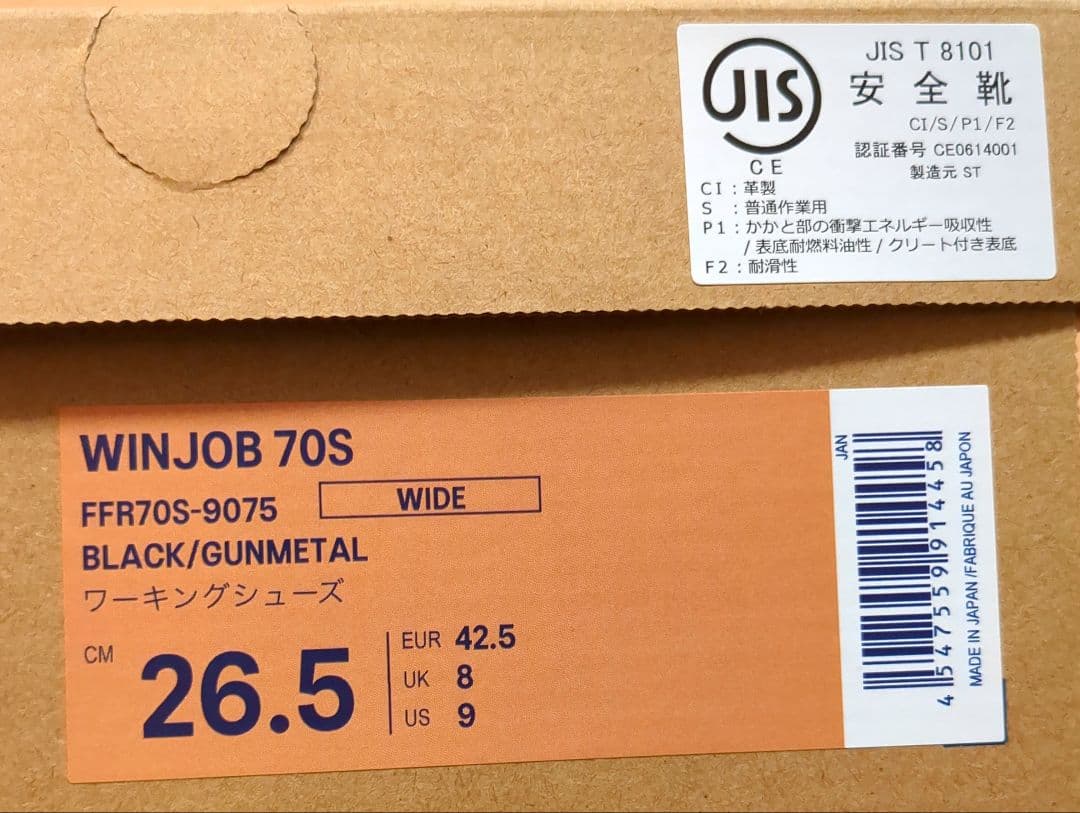 JIS
CE
JIS T 8101
安全靴
CI/S/P1/F2
認証番号 CE0614001
製造元 ST
CI：革製
S：普通作業用
P1：かかと部の衝撃エネルギー吸収性
/表底耐燃料油性/クリート付き表底
F2：耐滑性
WINJOB 70S
FFR70S-9075
WIDE
BLACK/GUNMETAL
ワーキングシューズ
CM
26.5
EUR 42.5
UK 8
US 9
JAN
4547559914458
MADE IN JAPAN/FABRIQUE AU JAPON